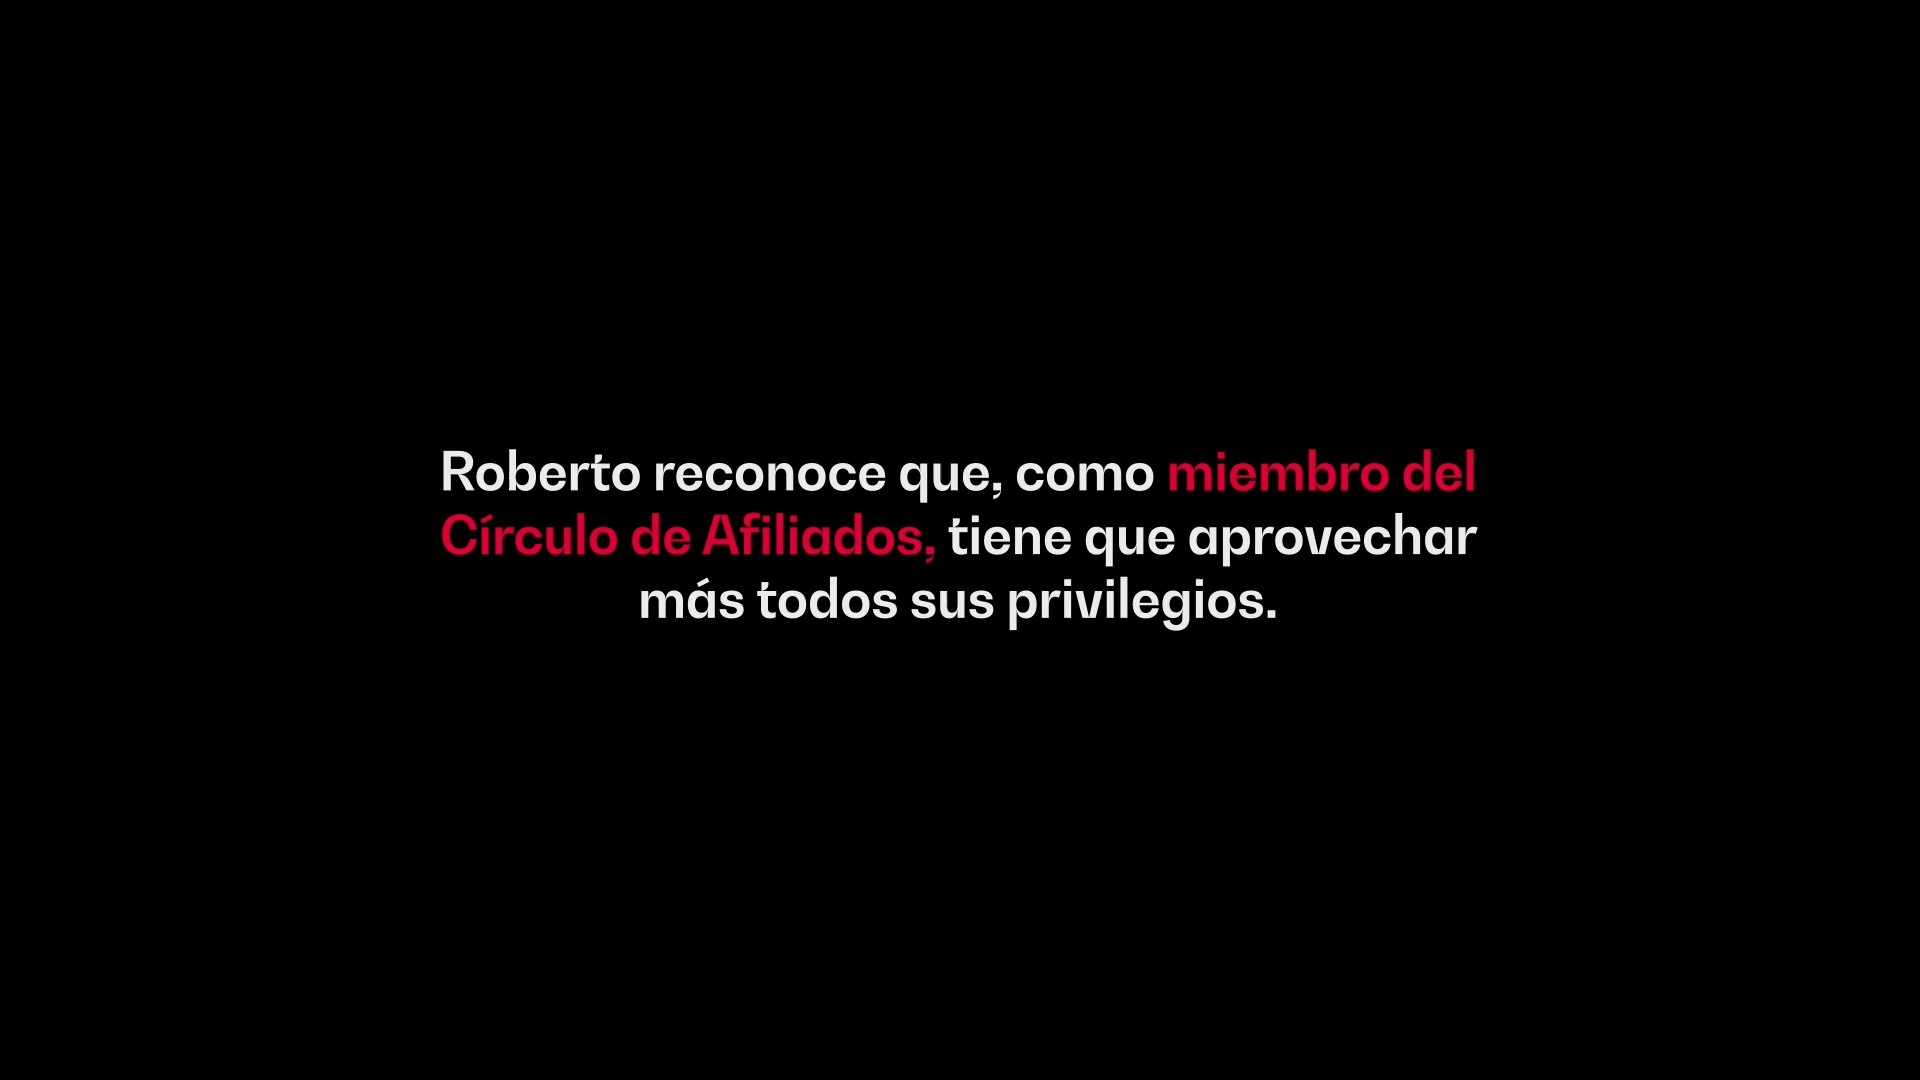 Roberto reconoce que, como miembro del
Círculo de Afiliados, tiene que aprovechar
más todos sus privilegios.